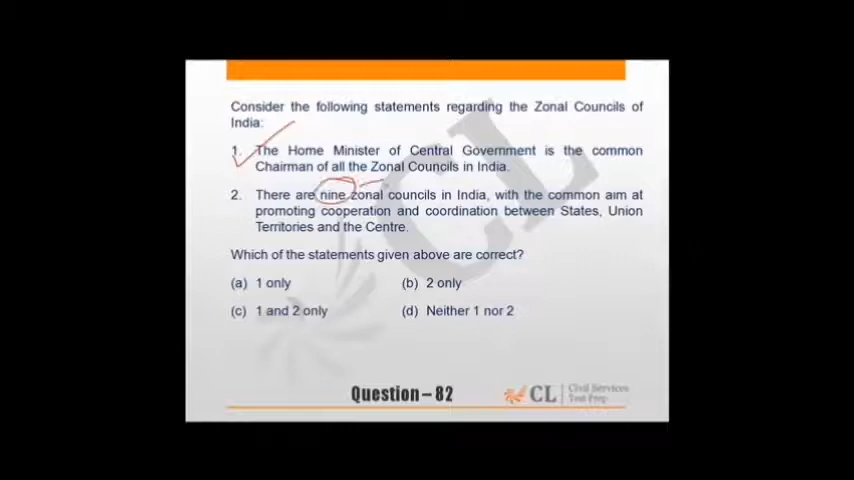 Consider the following statements regarding the Zonal Councils of
India:
1. The Home Minister of Central Government is the common
Chairman of all the Zonal Councils in India.
2. There are nine zonal councils in India, with the common aim at
promoting cooperation and coordination between States, Union
Territories and the Centre.
Which of the statements given above are correct?
(a) 1 only (b) 2 only
(c) 1 and 2 only (d) Neither 1 nor 2
CL
Question – 82
CL Civil Services
Test Prep